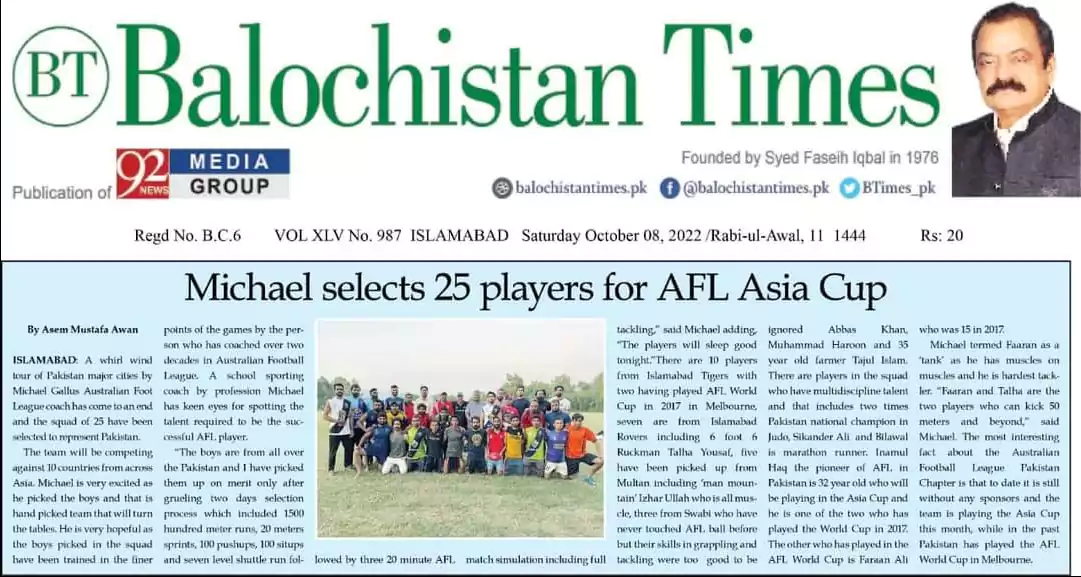 BT
Balochistan Times
Founded by Syed Faseih Iqbal in 1976
Publication of 92 NEWS MEDIA GROUP
balochistantimes.pk @balochistantimes.pk BTimes_pk
Regd No. B.C.6 VOL XLV No. 987 ISLAMABAD Saturday October 08, 2022 /Rabi-ul-Awal, 11 1444 Rs: 20
Michael selects 25 players for AFL Asia Cup
By Asem Mustafa Awan
ISLAMABAD: A whirl wind
tour of Pakistan major cities by
Michael Gallus Australian Foot
League coach has come to an end
and the squad of 25 have been
selected to represent Pakistan.
The team will be competing
against 10 countries from across
Asia. Michael is very excited as
he picked the boys and that is
hand picked team that will turn
the tables. He is very hopeful as
the boys picked in the squad
have been trained in the finer
points of the games by the per-
son who has coached over two
decades in Australian Football
League. A school sporting
coach by profession Michael
has keen eyes for spotting the
talent required to be the suc-
cessful AFL player.
“The boys are from all over
the Pakistan and I have picked
them up on merit only after
grueling two days selection
process which included 1500
hundred meter runs, 20 meters
sprints, 100 pushups, 100 situps
and seven level shuttle run fol-
lowed by three 20 minute AFL
match simulation including full
tackling,” said Michael adding,
“The players will sleep good
tonight.”There are 10 players
from Islamabad Tigers with
two having played AFL World
Cup in 2017 in Melbourne,
seven are from Islamabad
Rovers including 6 foot 6
Ruckman Talha Yousaf, five
have been picked up from
Multan including ‘man moun-
tain’ Izhar Ullah who is all mus-
cle, three from Swabi who have
never touched AFL ball before
but their skills in grappling and
tackling were too good to be
ignored Abbas Khan,
Muhammad Haroon and 35
year old farmer Tajul Islam.
There are players in the squad
who have multidiscipline talent
and that includes two times
Pakistan national champion in
Judo, Sikander Ali and Bilawal
is marathon runner. Inamul
Haq the pioneer of AFL in
Pakistan is 32 year old who will
be playing in the Asia Cup and
he is one of the two who has
played the World Cup in 2017.
The other who has played in the
AFL World Cup is Faraan Ali
who was 15 in 2017.
Michael termed Faaran as a
‘tank’ as he has muscles on
muscles and he is hardest tack-
ler. “Faaran and Talha are the
two players who can kick 50
meters and beyond,” said
Michael. The most interesting
fact about the Australian
Football League Pakistan
Chapter is that to date it is still
without any sponsors and the
team is playing the Asia Cup
this month, while in the past
Pakistan has played the AFL
World Cup in Melbourne.